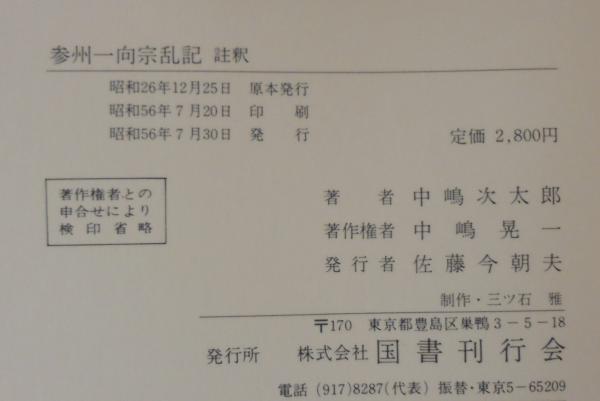 参州一向宗乱記 註釈
昭和26年12月25日 原本発行
昭和56年7月20日 印刷
昭和56年7月30日 発行
定価 2,800円
著作権者との
申合せにより
検印省略
著者 中嶋次太郎
著作権者 中嶋晃一
発行者 佐藤今朝夫
制作・三ツ石 雅
〒170 東京都豊島区巣鴨3-5-18
発行所 株式会社 国書刊行会
電話 (917)8287(代表) 振替・東京5-65209